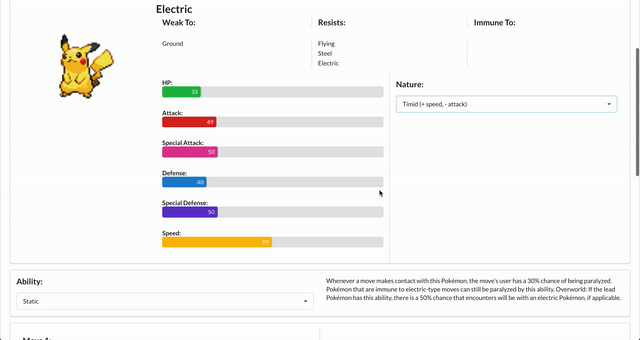 Electric
Weak To:
Resists:
Immune To:
Ground
Flying
Steel
Electric
HP:
35
Attack:
49
Special Attack:
50
Defense:
40
Special Defense:
50
Speed:
99
Nature:
Timid (+ speed, - attack)
Ability:
Static
Whenever a move makes contact with this Pokémon, the move's user has a 30% chance of being paralyzed.
Pokémon that are immune to electric-type moves can still be paralyzed by this ability. Overworld: If the lead
Pokémon has this ability, there is a 50% chance that encounters will be with an electric Pokémon, if applicable.